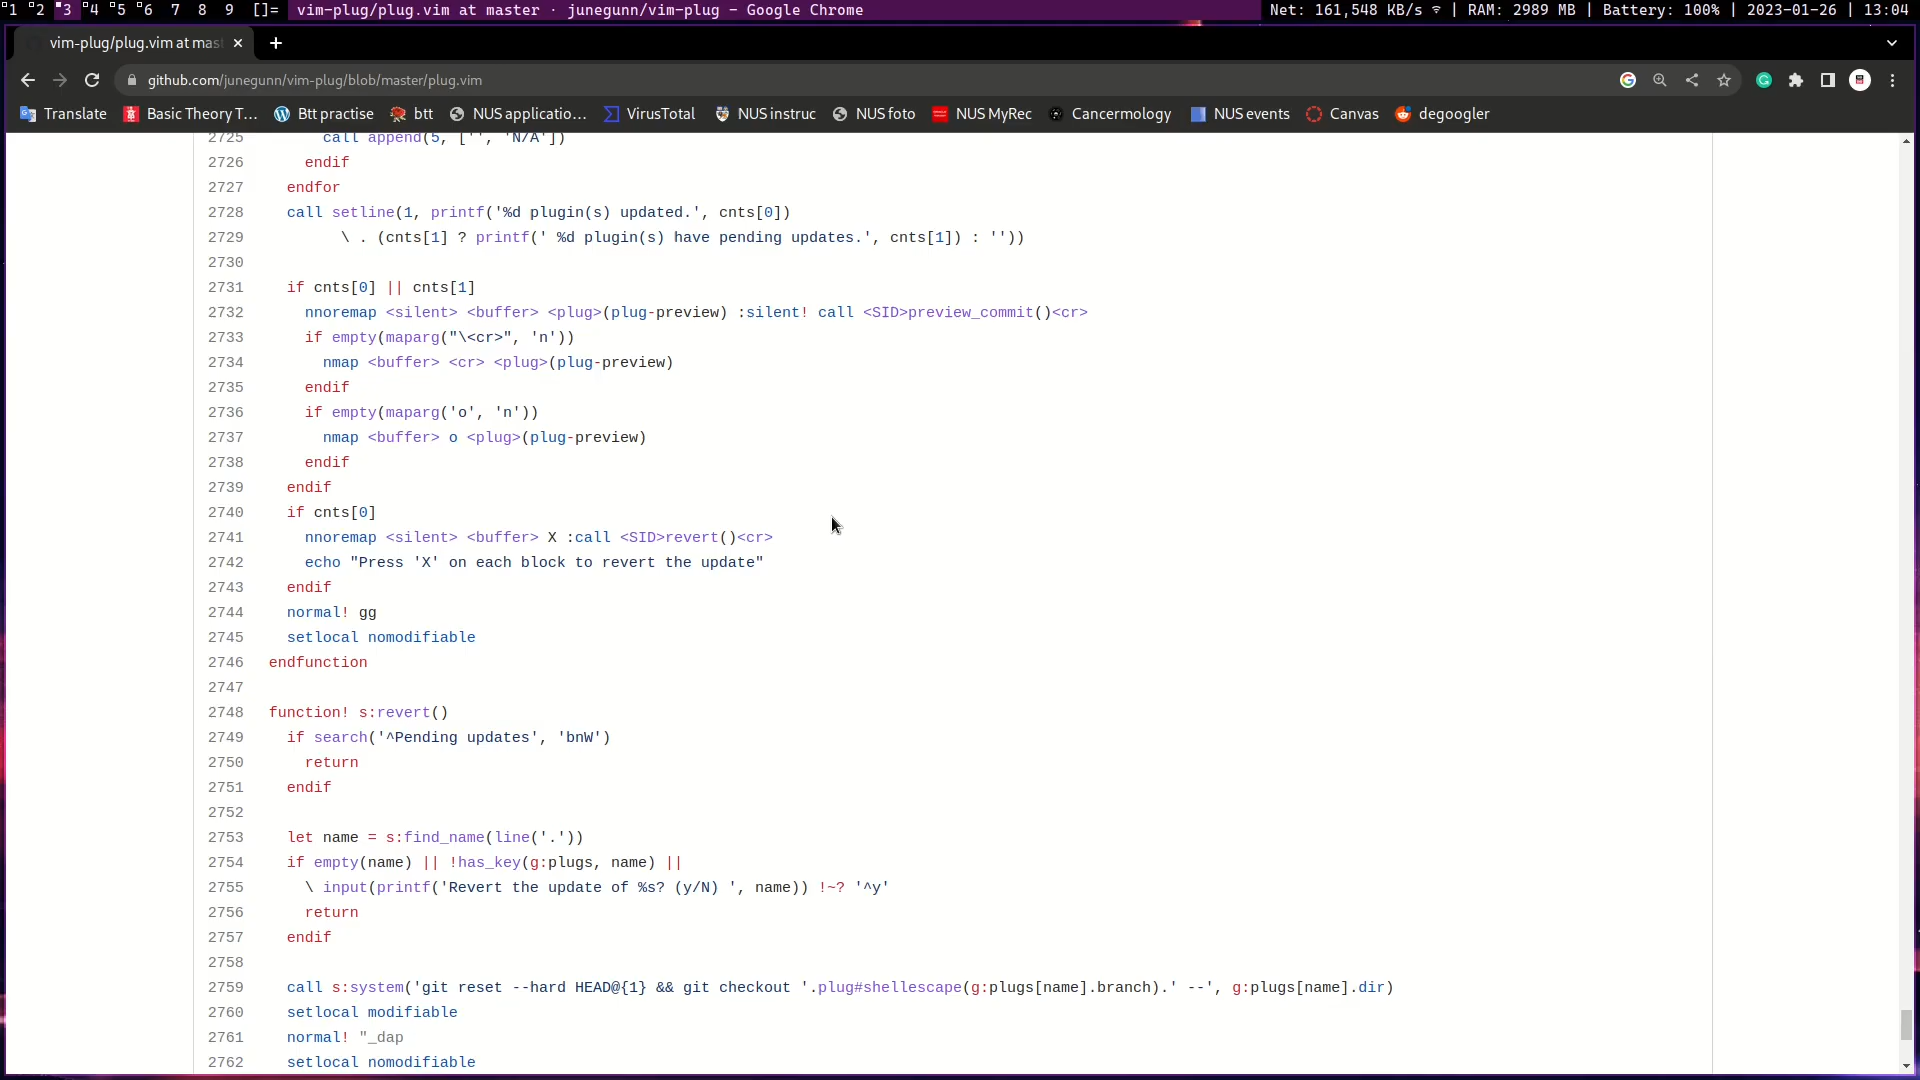 1 2 3 4 5 6 7 8 9 []= vim-plug/plug.vim at master · junegunn/vim-plug – Google Chrome Net: 161,548 KB/s | RAM: 2989 MB | Battery: 100% | 2023-01-26 | 13:04
vim-plug/plug.vim at mas
github.com/junegunn/vim-plug/blob/master/plug.vim
Translate Basic Theory T... Btt practise btt NUS applicatio... VirusTotal NUS instruc NUS foto NUS MyRec Cancermology NUS events Canvas degoogler
2725 call append(5, ['', 'N/A'])
2726 endif
2727 endfor
2728 call setline(1, printf('%d plugin(s) updated.', cnts[0])
2729 \ . (cnts[1] ? printf(' %d plugin(s) have pending updates.', cnts[1]) : ''))
2730
2731 if cnts[0] || cnts[1]
2732 nnoremap <silent> <buffer> <plug>(plug-preview) :silent! call <SID>preview_commit()<cr>
2733 if empty(maparg("\<cr>", 'n'))
2734 nmap <buffer> <cr> <plug>(plug-preview)
2735 endif
2736 if empty(maparg('o', 'n'))
2737 nmap <buffer> o <plug>(plug-preview)
2738 endif
2739 endif
2740 if cnts[0]
2741 nnoremap <silent> <buffer> X :call <SID>revert()<cr>
2742 echo "Press 'X' on each block to revert the update"
2743 endif
2744 normal! gg
2745 setlocal nomodifiable
2746 endfunction
2747
2748 function! s:revert()
2749 if search('^Pending updates', 'bnW')
2750 return
2751 endif
2752
2753 let name = s:find_name(line('.'))
2754 if empty(name) || !has_key(g:plugs, name) ||
2755 \ input(printf('Revert the update of %s? (y/N) ', name)) !~? '^y'
2756 return
2757 endif
2758
2759 call s:system('git reset --hard HEAD@{1} && git checkout '.plug#shellescape(g:plugs[name].branch).' --', g:plugs[name].dir)
2760 setlocal modifiable
2761 normal! "_dap
2762 setlocal nomodifiable